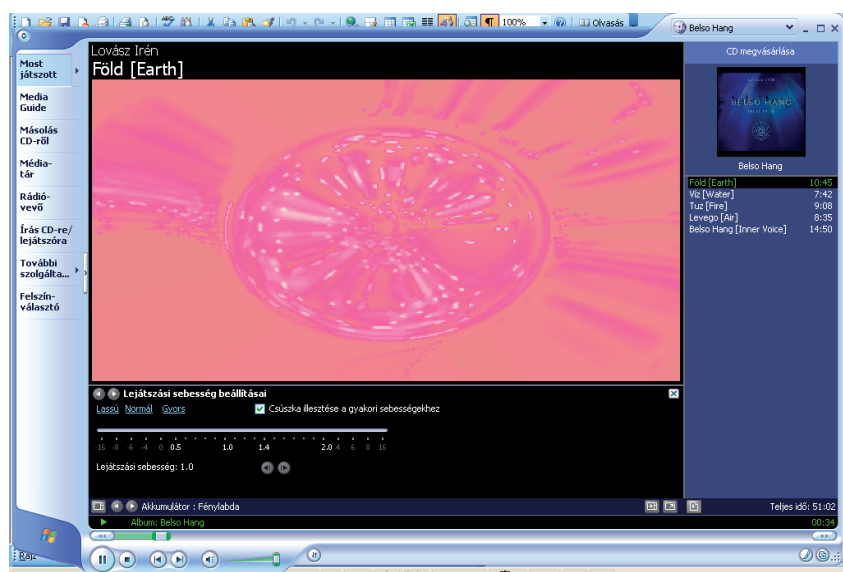 100%
Olvasás
Belso Hang
Lovász Irén
Föld [Earth]
Most
játszott
Media
Guide
Másolás
CD-ről
Média-
tár
Rádió-
vevő
Írás CD-re/
lejátszóra
További
szolgálta...
Felszín-
választó
CD megvásárlása
BELSŐ HANG
Belso Hang
Föld [Earth] 10:45
Víz [Water] 7:42
Tuz [Fire] 9:08
Levego [Air] 8:35
Belso Hang [Inner Voice] 14:50
Lejátszási sebesség beállításai
Lassú Normál Gyors Csúszka illesztése a gyakori sebességekhez
-16 -8 -6 -4 0 0.5 1.0 1.4 2.0 4 6 8 16
Lejátszási sebesség: 1.0
Akkumulátor : Fénylabda
Teljes idő: 51:02
Album: Belso Hang 00:34
Rajz